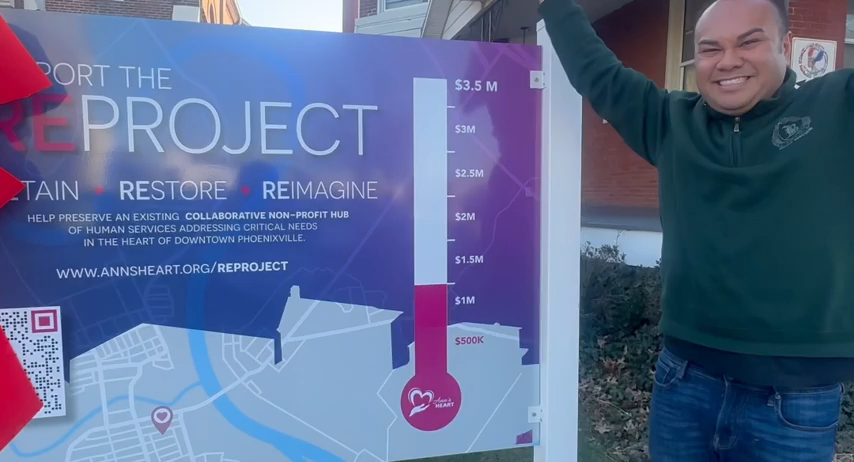 PORT THE
REPROJECT
TAIN • RESTORE • REIMAGINE
HELP PRESERVE AN EXISTING COLLABORATIVE NON-PROFIT HUB
OF HUMAN SERVICES ADDRESSING CRITICAL NEEDS
IN THE HEART OF DOWNTOWN PHOENIXVILLE.
WWW.ANNSHEART.ORG/REPROJECT
$3.5 M
$3M
$2.5M
$2M
$1.5M
$1M
$500K
Ann's
HEART